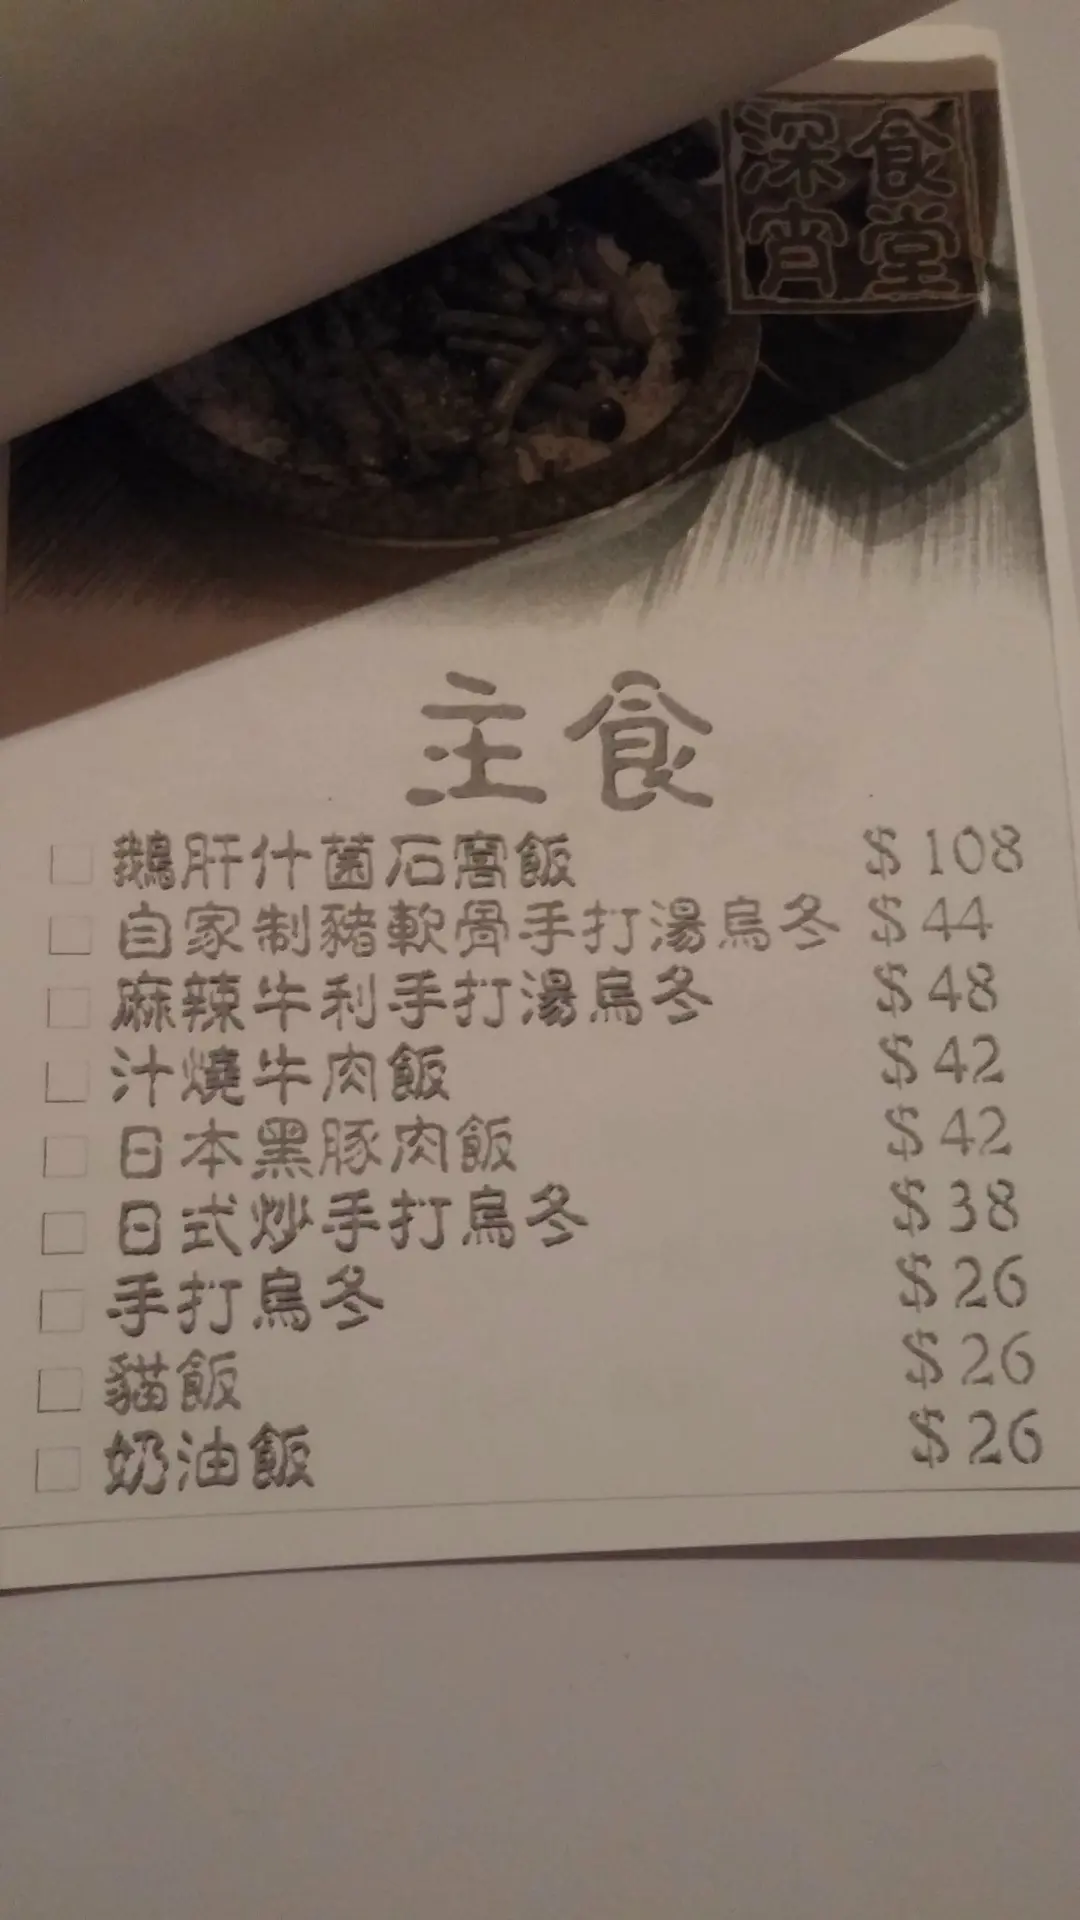 深宵食堂
主食
□ 鵝肝什菌石窩飯 $108
□ 自家制豬軟骨手打湯烏冬 $44
□ 麻辣牛利手打湯烏冬 $48
□ 汁燒牛肉飯 $42
□ 日本黑豚肉飯 $42
□ 日式炒手打烏冬 $38
□ 手打烏冬 $26
□ 貓飯 $26
□ 奶油飯 $26